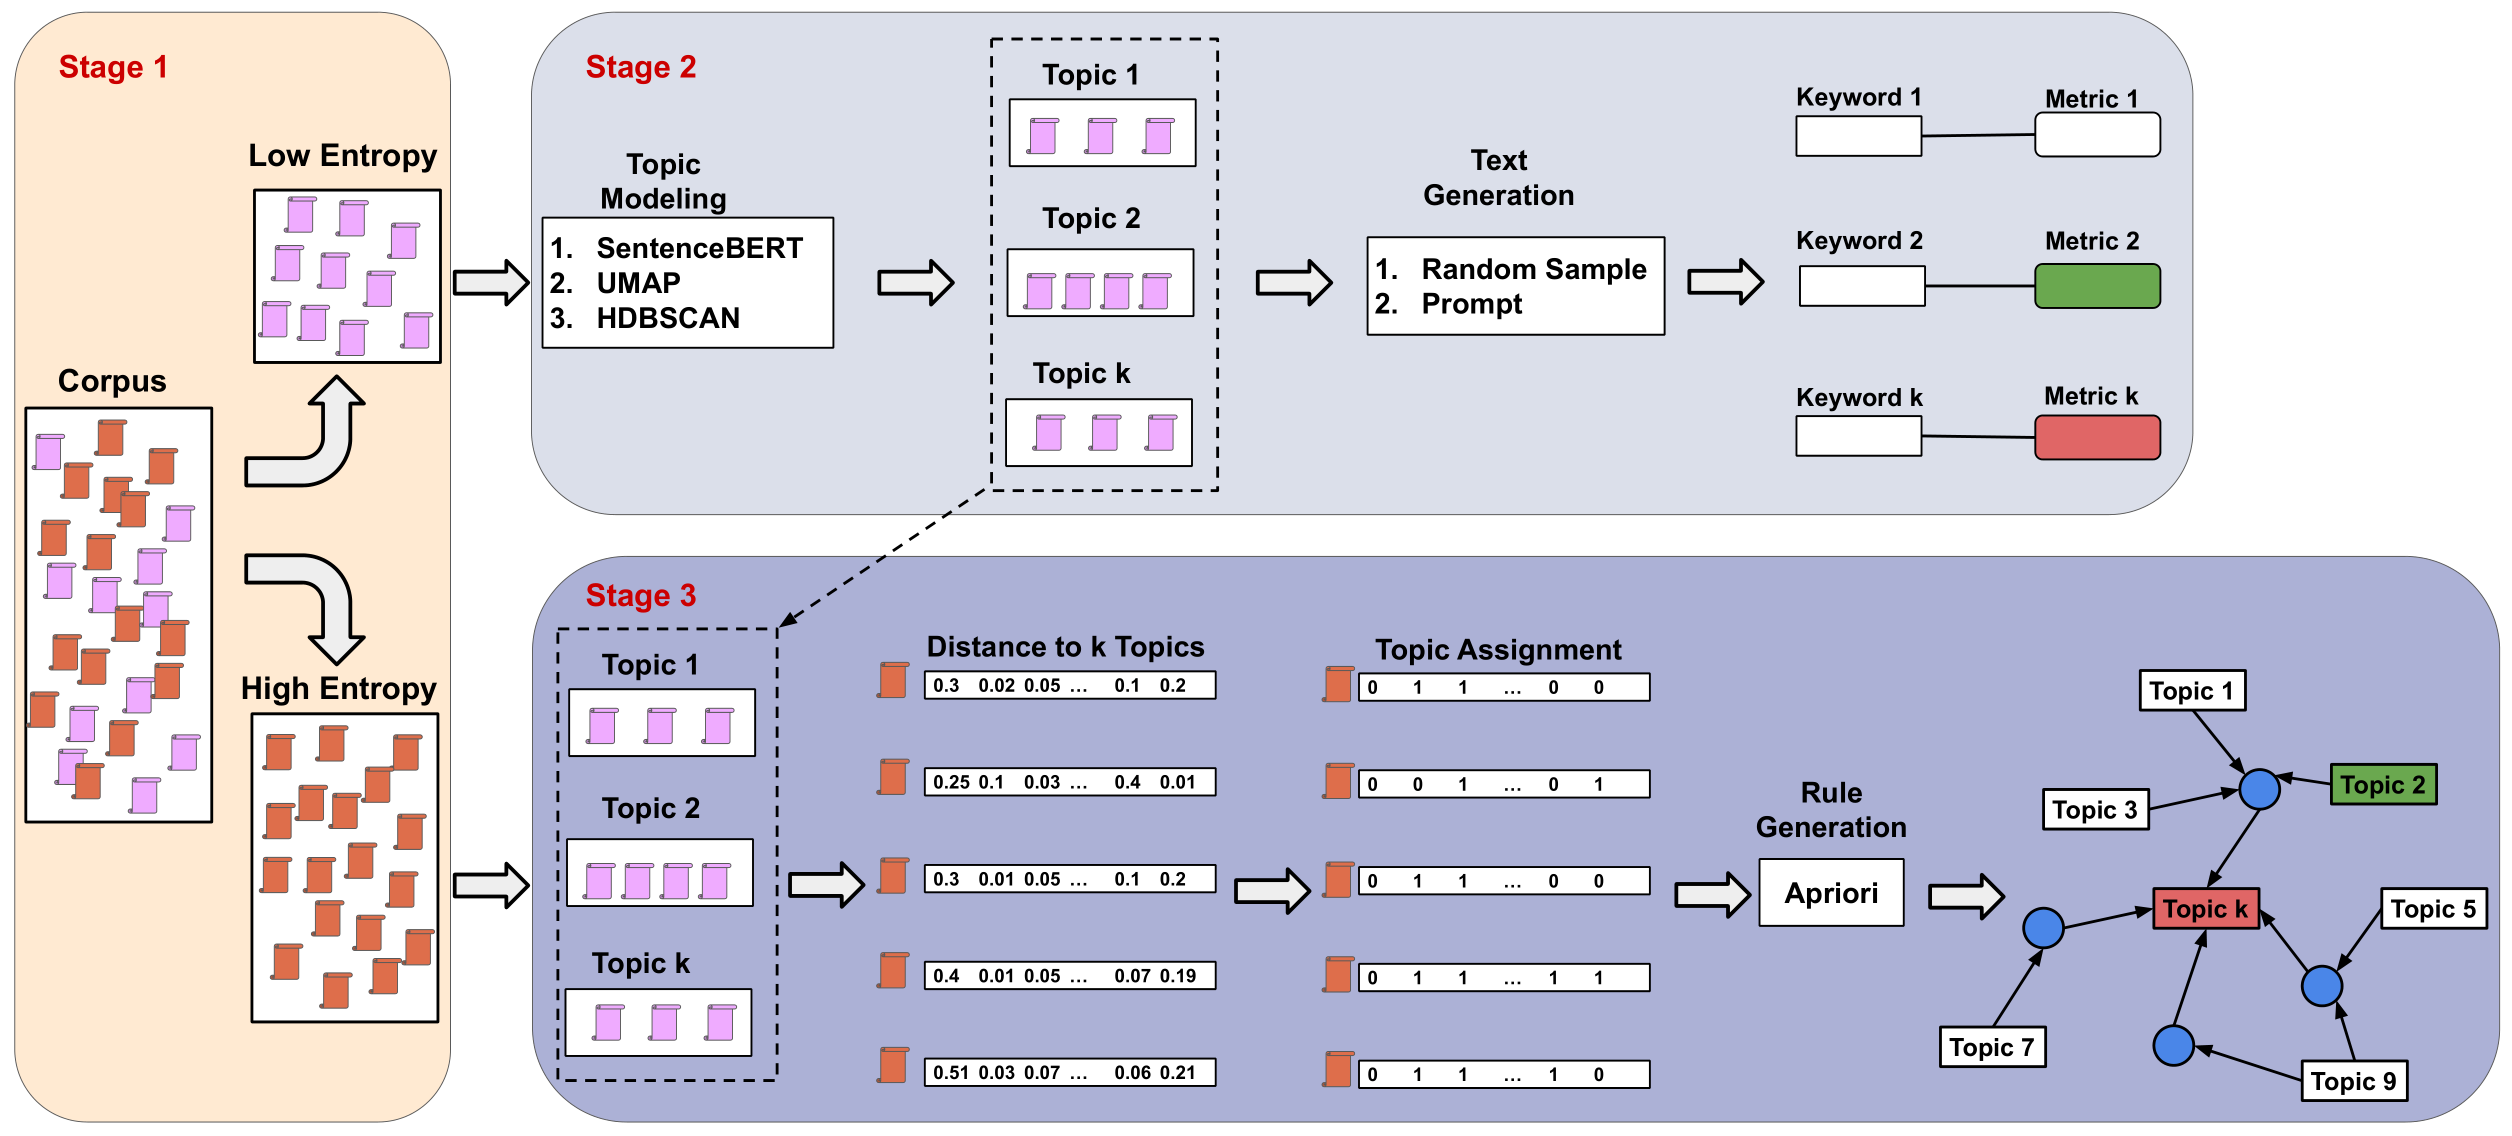 Stage 1
Low Entropy
Corpus
High Entropy
Stage 2
Topic
Modeling
1. SentenceBERT
2. UMAP
3. HDBSCAN
Topic 1
Topic 2
Topic k
Text
Generation
1. Random Sample
2. Prompt
Keyword 1
Metric 1
Keyword 2
Metric 2
Keyword k
Metric k
Stage 3
Topic 1
Topic 2
Topic k
Distance to k Topics
0.3 0.02 0.05 ... 0.1 0.2
0.25 0.1 0.03 ... 0.4 0.01
0.3 0.01 0.05 ... 0.1 0.2
0.4 0.01 0.05 ... 0.07 0.19
0.51 0.03 0.07 ... 0.06 0.21
Topic Assignment
0 1 1 ... 0 0
0 0 1 ... 0 1
0 1 1 ... 0 0
0 1 1 ... 1 1
0 1 1 ... 1 0
Rule
Generation
Apriori
Topic 1
Topic 2
Topic 3
Topic k
Topic 5
Topic 7
Topic 9